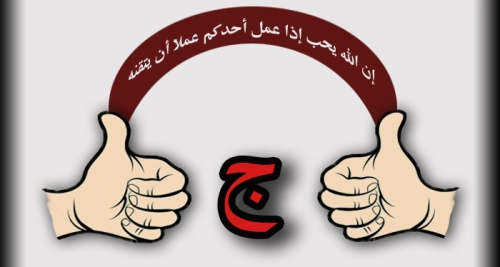 إن الله يحب إذا عمل أحدكم عملا أن يتقنه
ج